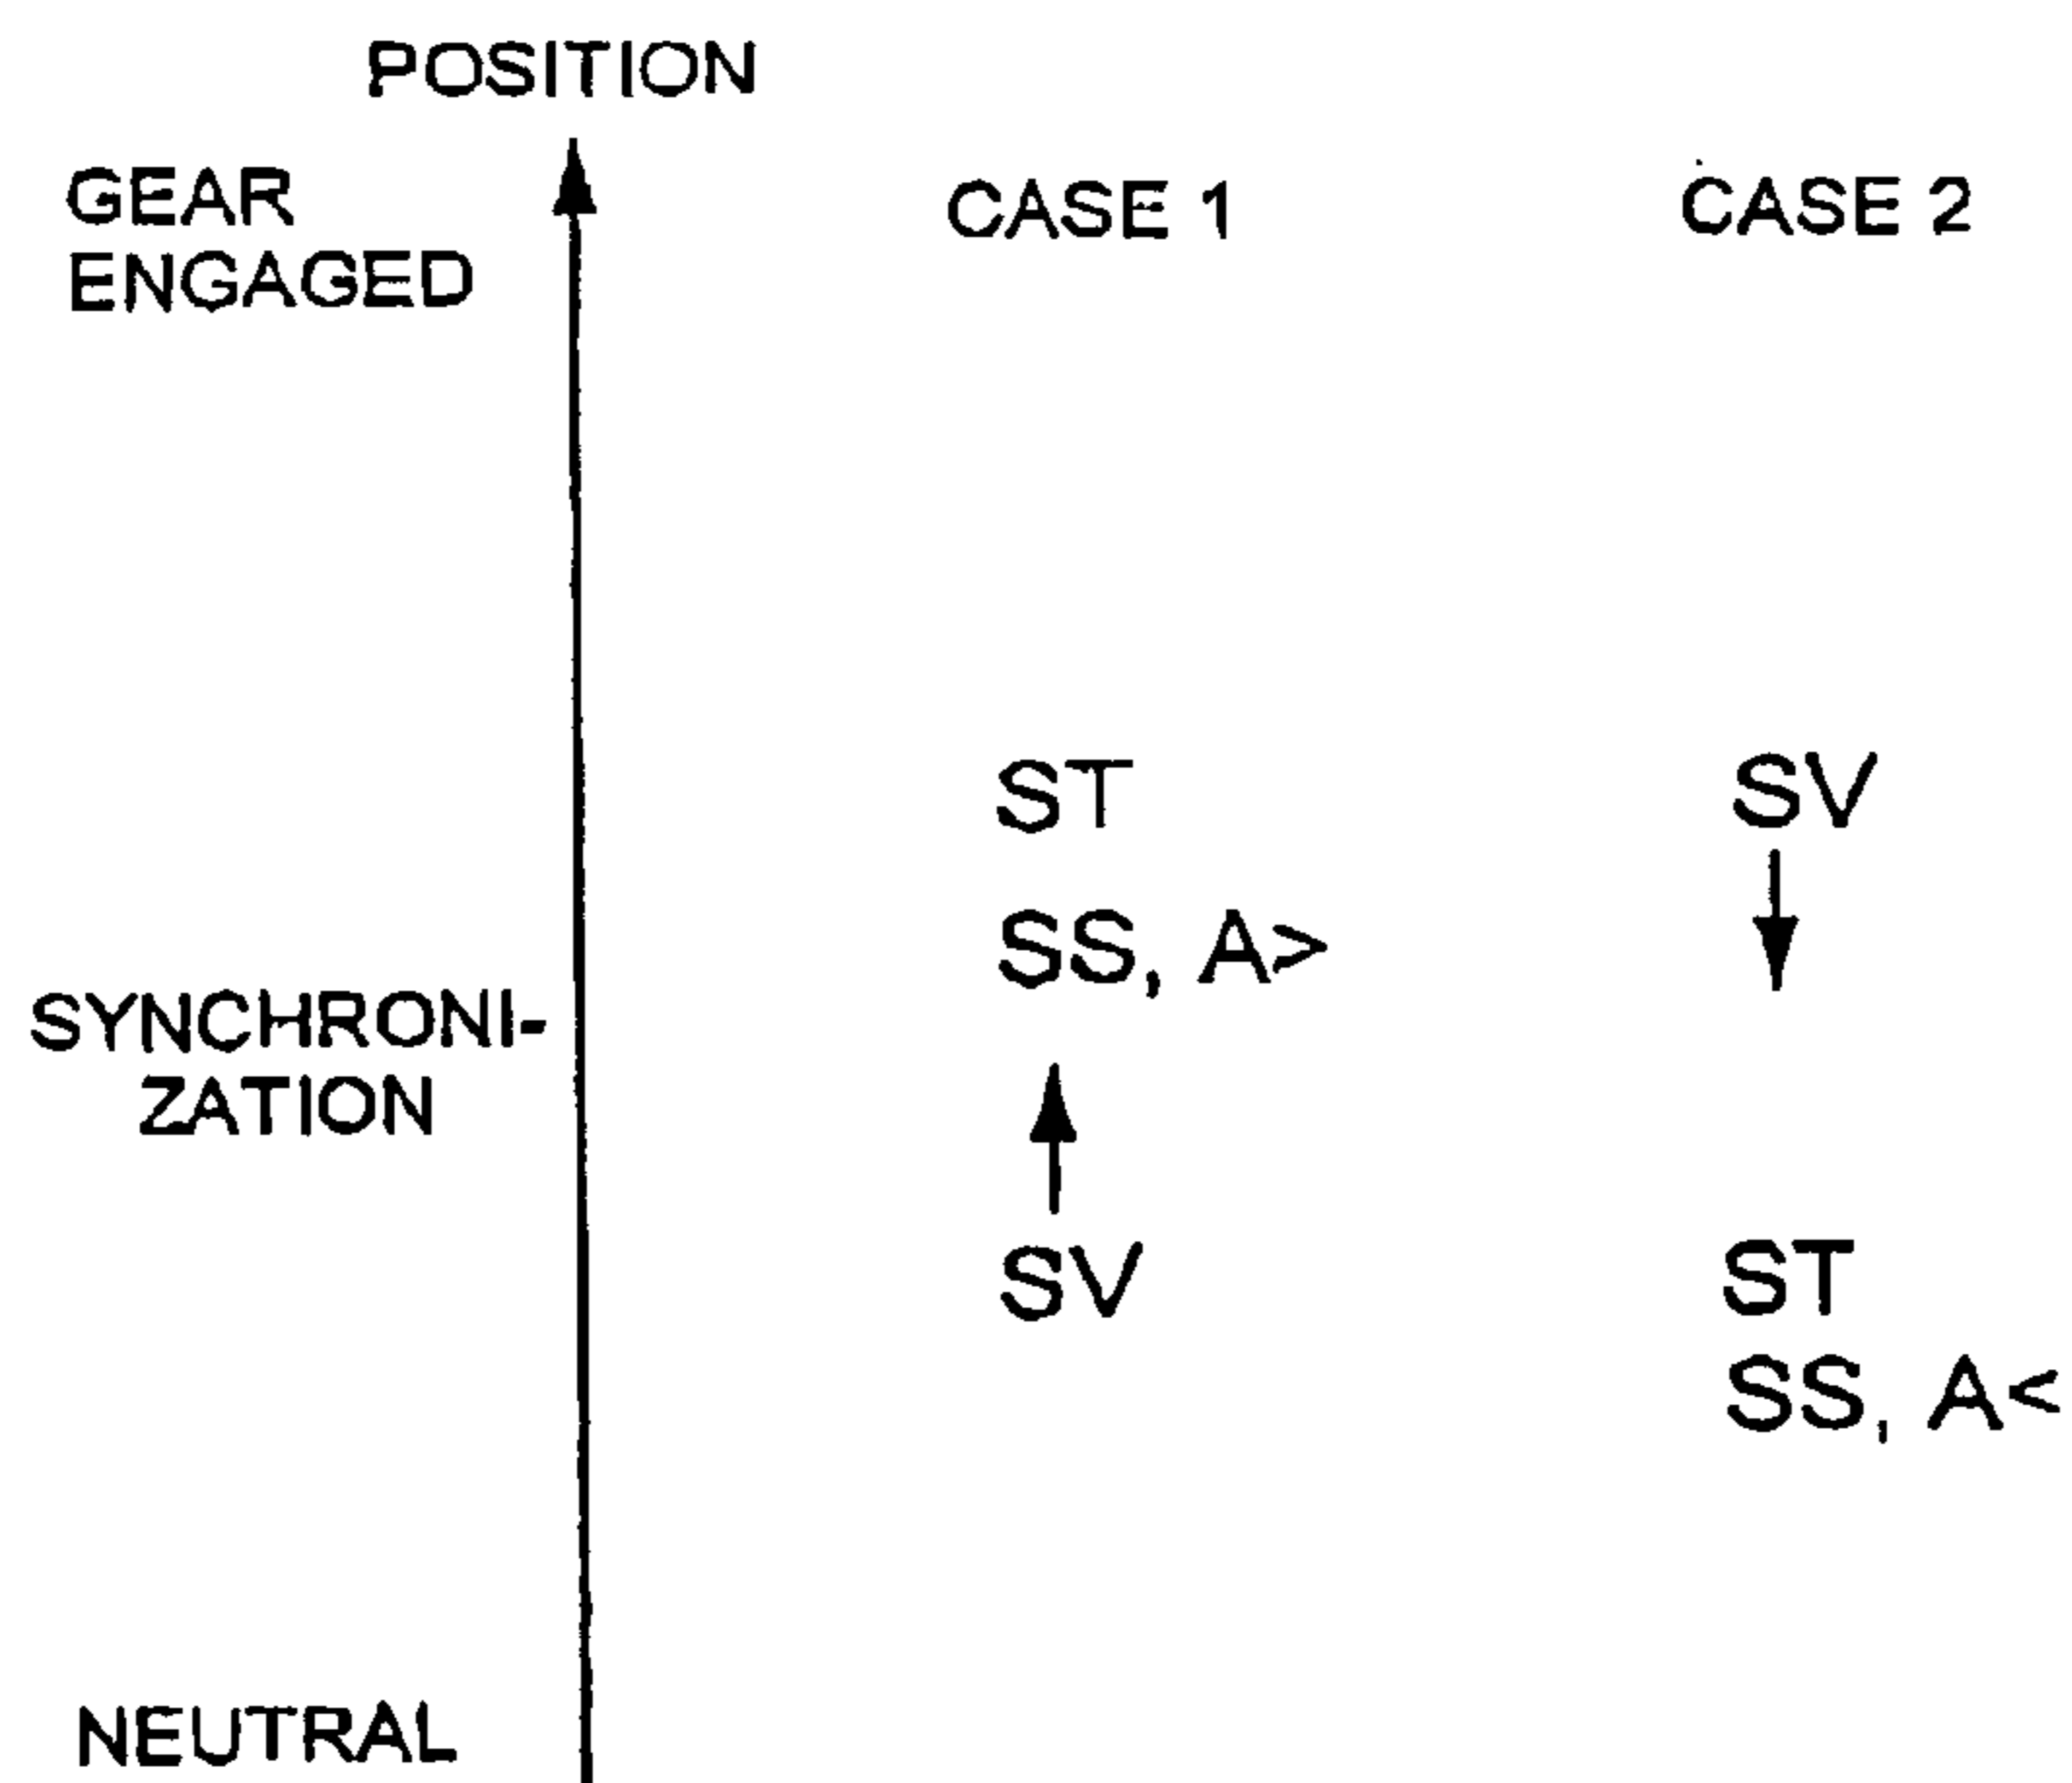 POSITION
GEAR
ENGAGED
CASE 1
CASE 2
ST
SS, A>
SV
SV
ST
SS, A<
SYNCHRONI-
ZATION
NEUTRAL